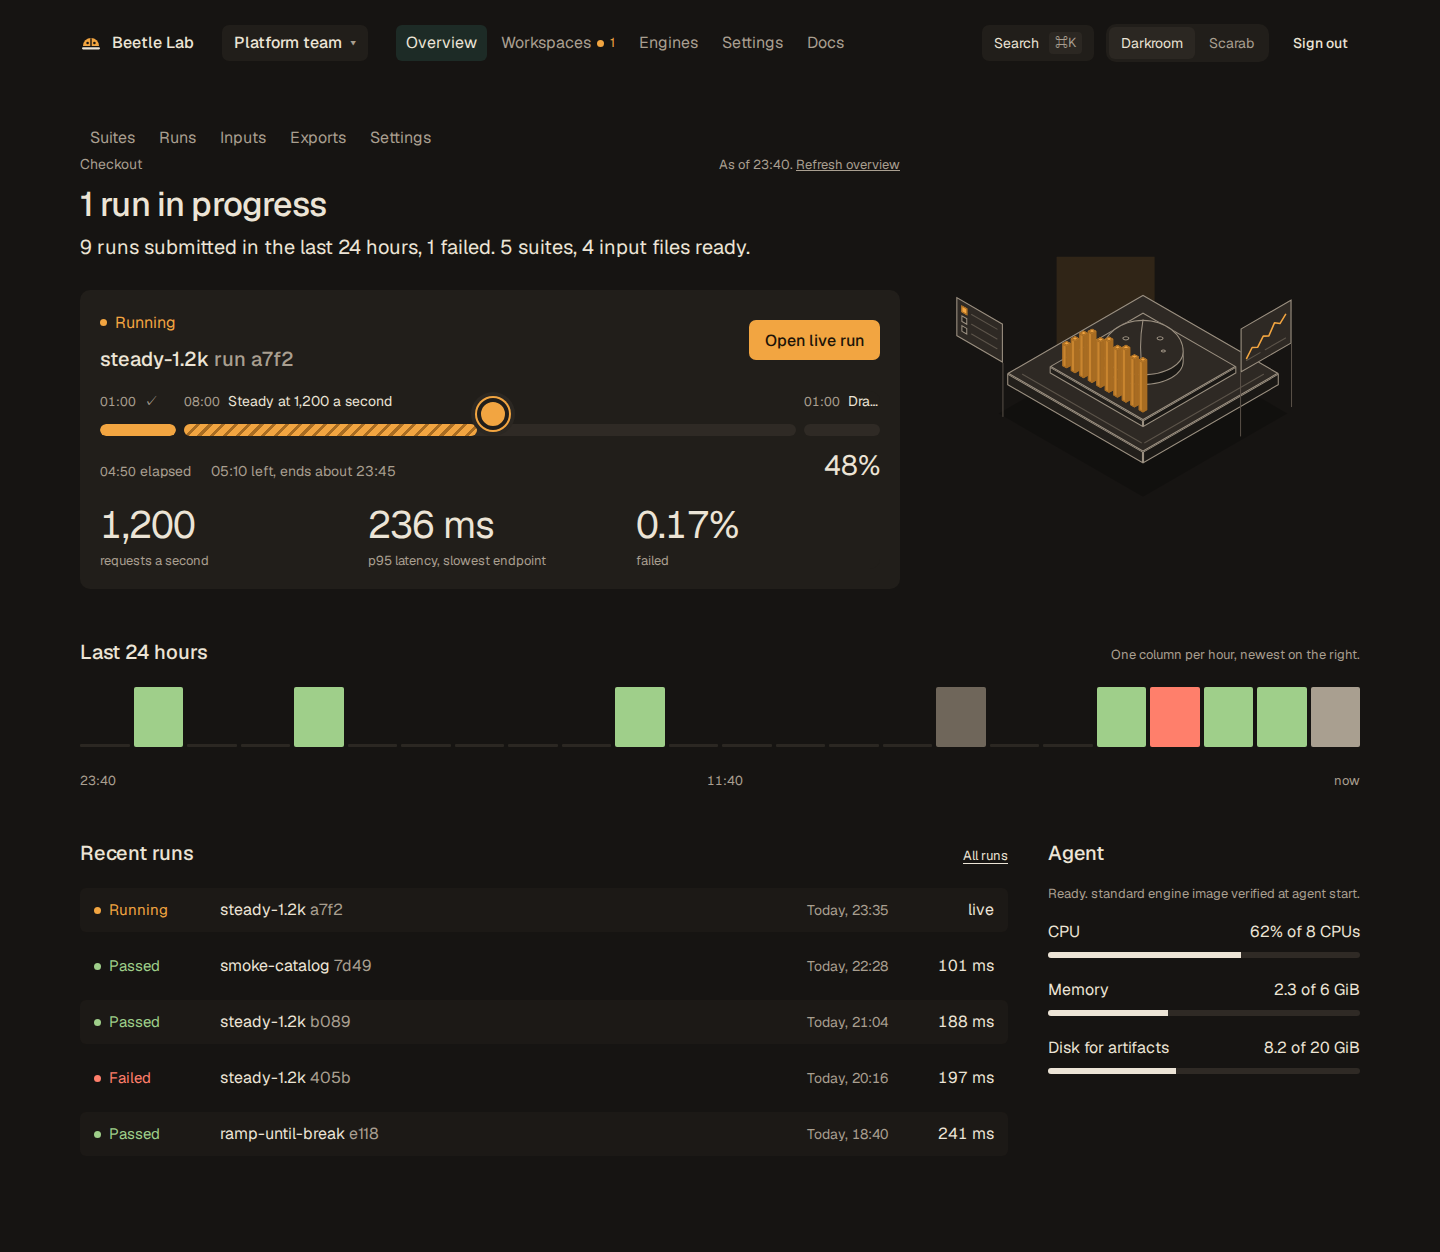 Beetle Lab
Platform team
Overview
Workspaces 1
Engines
Settings
Docs
Search ⌘K
Darkroom
Scarab
Sign out
Suites
Runs
Inputs
Exports
Settings
Checkout
As of 23:40. Refresh overview
1 run in progress
9 runs submitted in the last 24 hours, 1 failed. 5 suites, 4 input files ready.
Running
Open live run
steady-1.2k run a7f2
01:00 ✓
08:00 Steady at 1,200 a second
01:00 Dra...
04:50 elapsed
05:10 left, ends about 23:45
48%
1,200
236 ms
0.17%
requests a second
p95 latency, slowest endpoint
failed
Last 24 hours
One column per hour, newest on the right.
23:40
11:40
now
Recent runs
All runs
Running steady-1.2k a7f2 Today, 23:35 live
Passed smoke-catalog 7d49 Today, 22:28 101 ms
Passed steady-1.2k b089 Today, 21:04 188 ms
Failed steady-1.2k 405b Today, 20:16 197 ms
Passed ramp-until-break e118 Today, 18:40 241 ms
Agent
Ready. standard engine image verified at agent start.
CPU 62% of 8 CPUs
Memory 2.3 of 6 GiB
Disk for artifacts 8.2 of 20 GiB